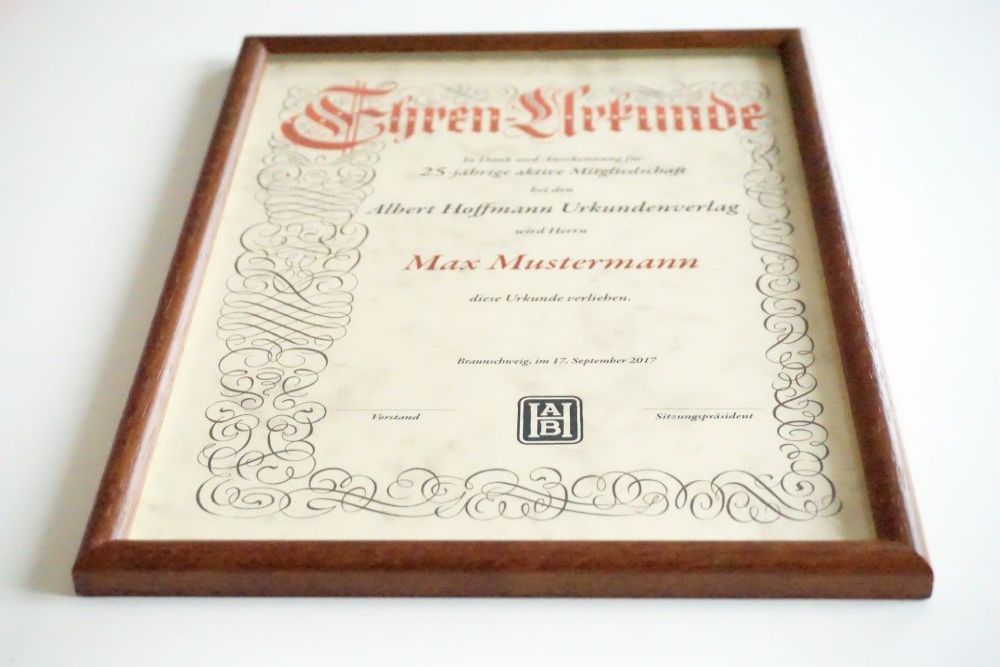 Ehren-Urkunde
In Dank und Anerkennung für
25-jährige aktive Mitgliedschaft
bei den
Albert Hoffmann Urkundenverlag
wird Herrn
Max Mustermann
diese Urkunde verliehen.
Braunschweig, im 17. September 2017
Vorstand
Sitzungspräsident
HABH